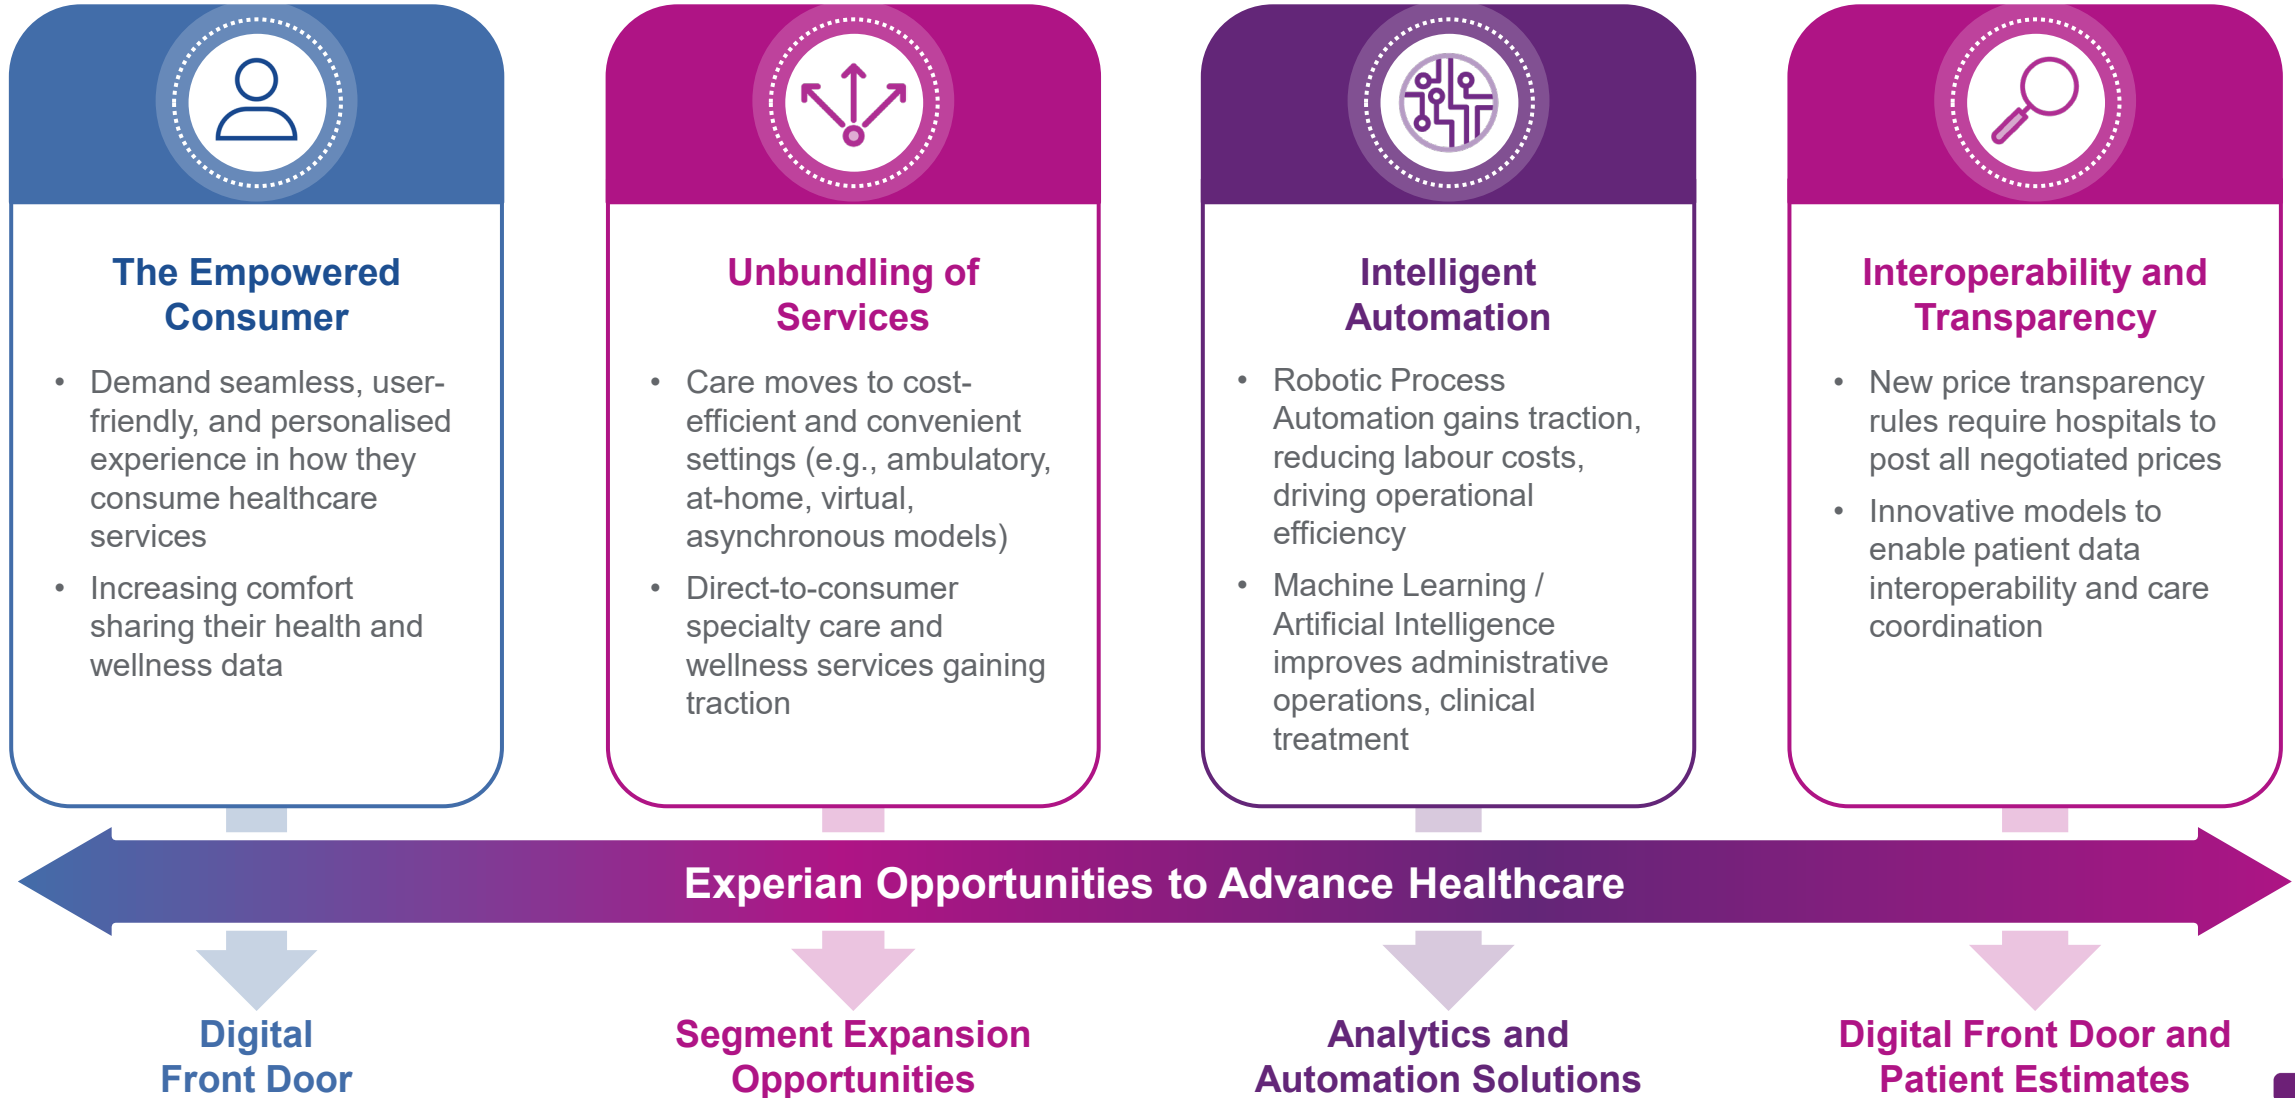 The Empowered
Consumer
• Demand seamless, user-
friendly, and personalised
experience in how they
consume healthcare
services
• Increasing comfort
sharing their health and
wellness data
Unbundling of
Services
• Care moves to cost-
efficient and convenient
settings (e.g., ambulatory,
at-home, virtual,
asynchronous models)
• Direct-to-consumer
specialty care and
wellness services gaining
traction
Intelligent
Automation
• Robotic Process
Automation gains traction,
reducing labour costs,
driving operational
efficiency
• Machine Learning /
Artificial Intelligence
improves administrative
operations, clinical
treatment
Interoperability and
Transparency
• New price transparency
rules require hospitals to
post all negotiated prices
• Innovative models to
enable patient data
interoperability and care
coordination
Experian Opportunities to Advance Healthcare
Digital
Front Door
Segment Expansion
Opportunities
Analytics and
Automation Solutions
Digital Front Door and
Patient Estimates